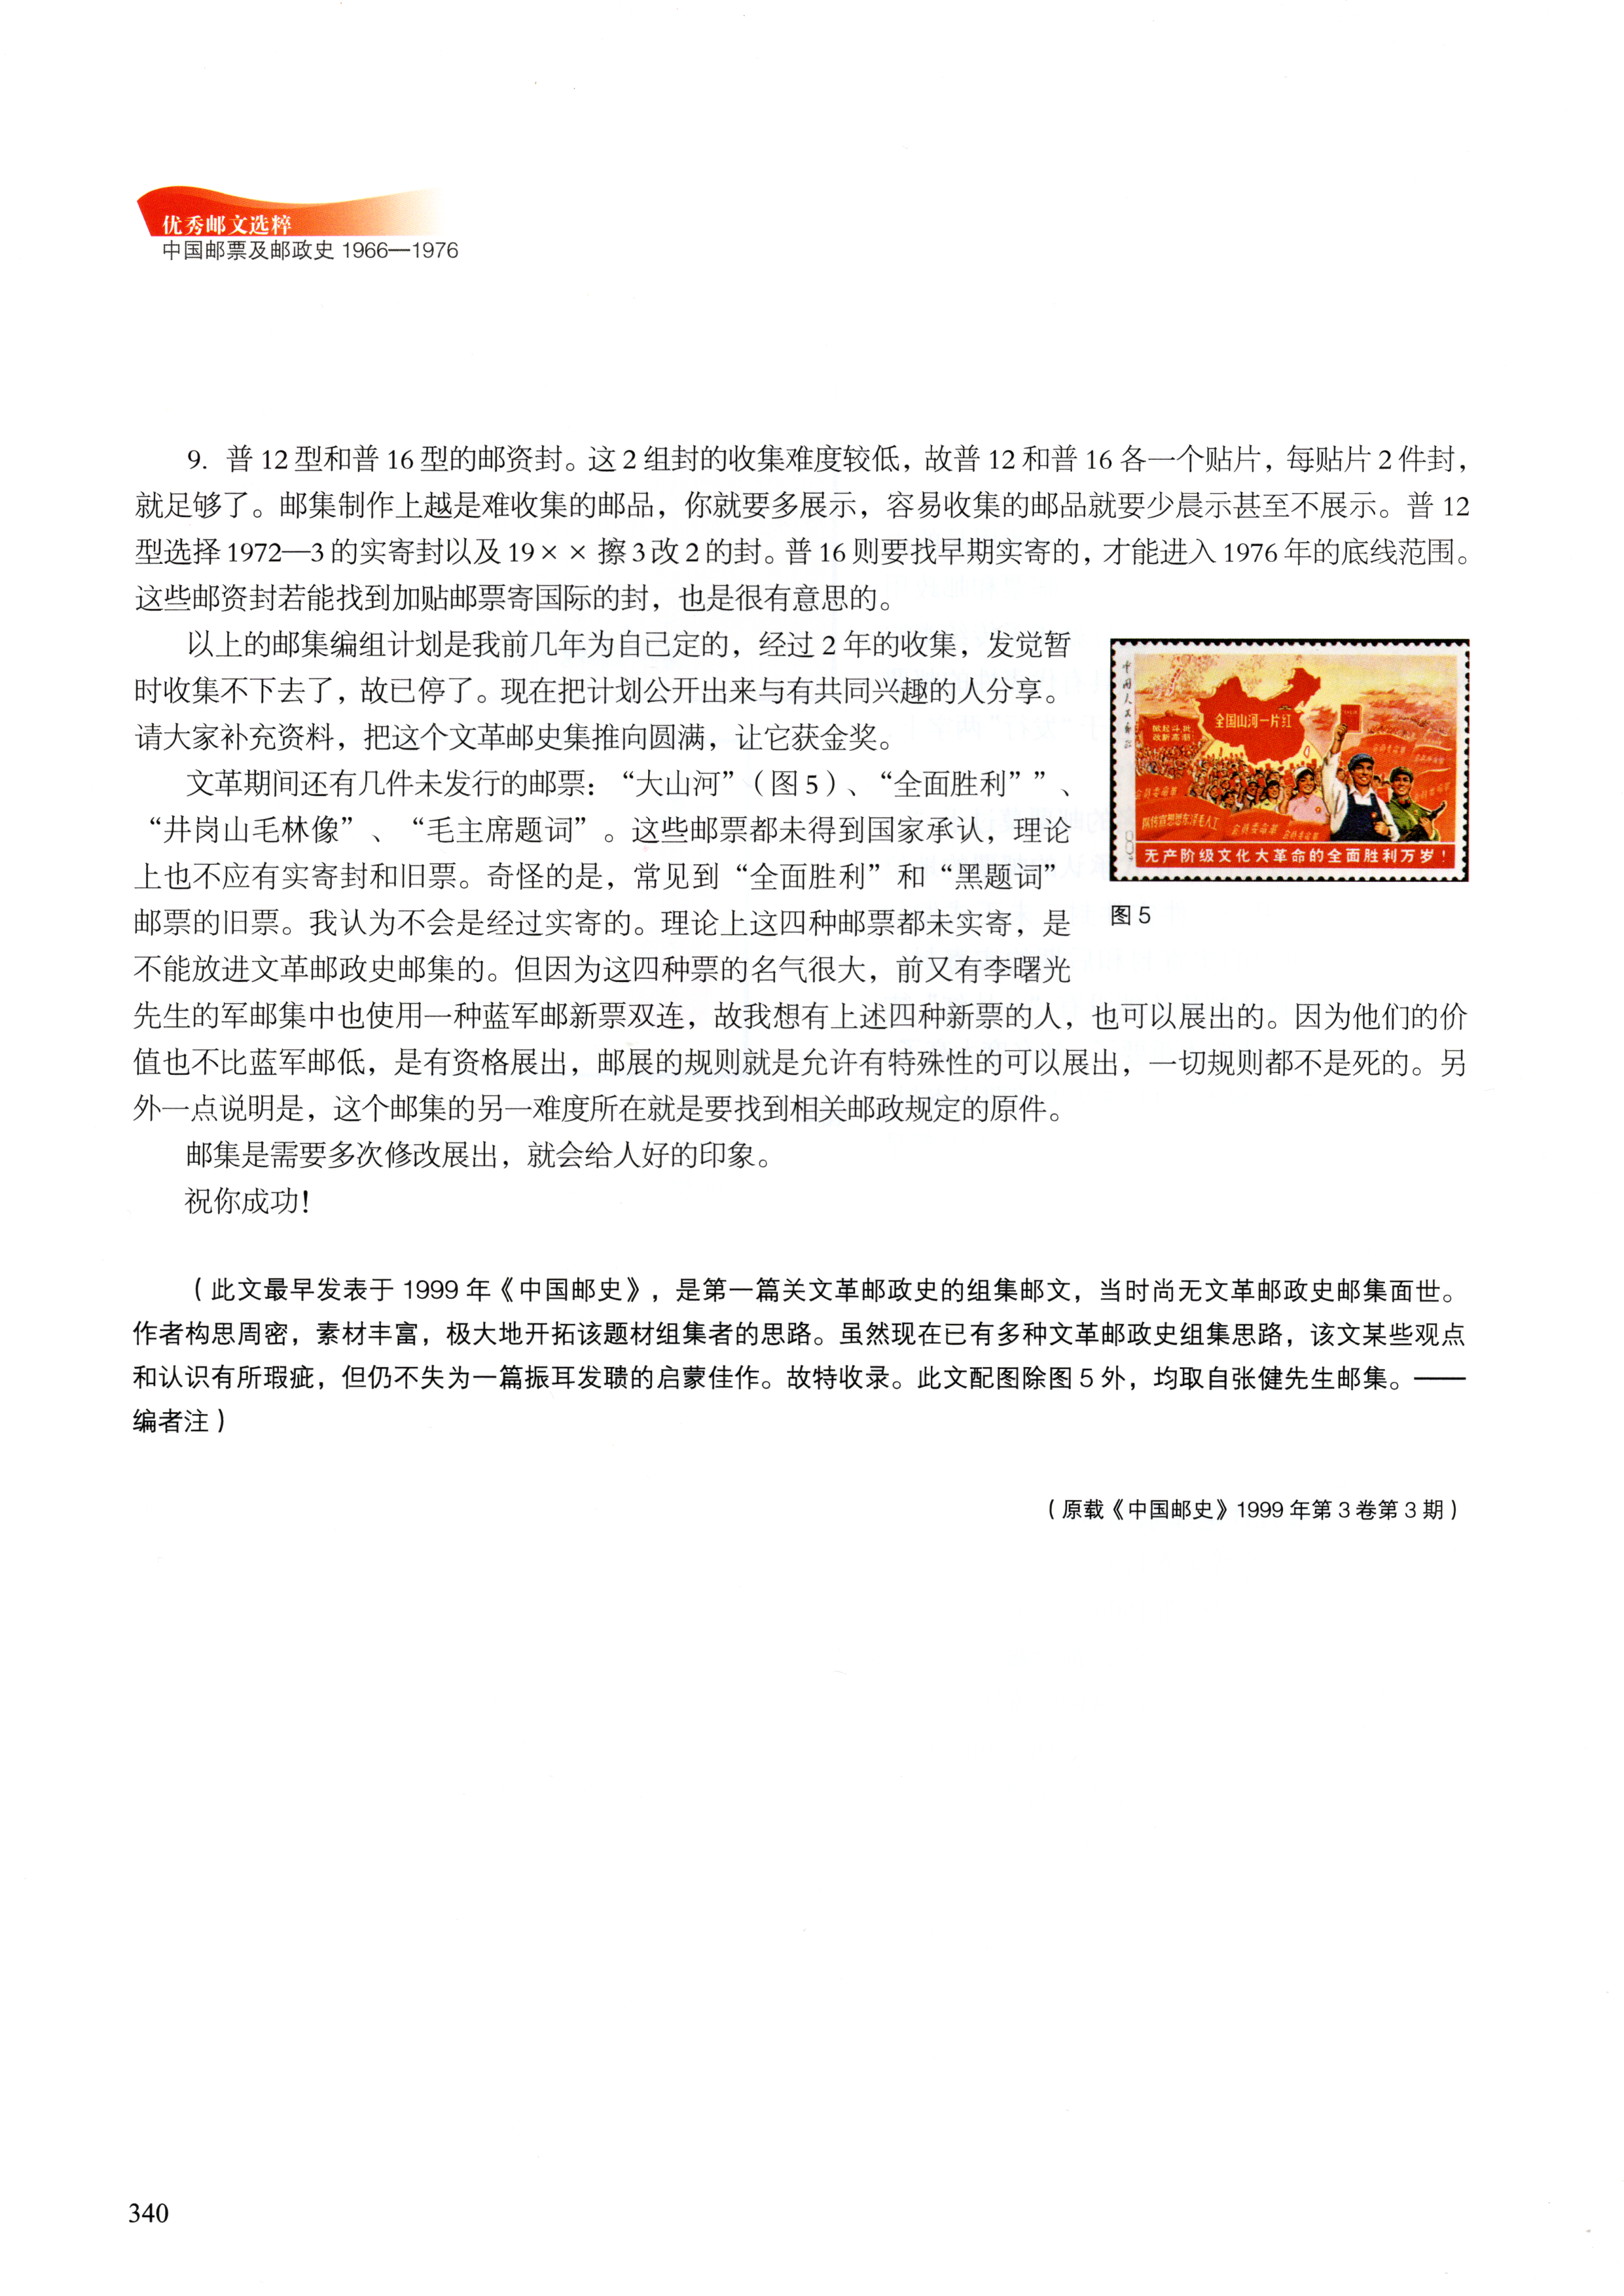 优秀邮文选粹
中国邮票及邮政史 1966—1976
9. 普 12 型和普 16 型的邮资封。这 2 组封的收集难度较低，故普 12 和普 16 各一个贴片，每贴片 2 件封，
就足够了。邮集制作上越是难收集的邮品，你就要多展示，容易收集的邮品就要少晨示甚至不展示。普 12
型选择 1972—3 的实寄封以及 19× × 擦 3 改 2 的封。普 16 则要找早期实寄的，才能进入 1976 年的底线范围。
这些邮资封若能找到加贴邮票寄国际的封，也是很有意思的。
以上的邮集编组计划是我前几年为自己定的，经过 2 年的收集，发觉暂
时收集不下去了，故已停了。现在把计划公开出来与有共同兴趣的人分享。
请大家补充资料，把这个文革邮史集推向圆满，让它获金奖。
文革期间还有几件未发行的邮票：“大山河”（图 5）、“全面胜利””、
“井岗山毛林像”、“毛主席题词”。这些邮票都未得到国家承认，理论
上也不应有实寄封和旧票。奇怪的是，常见到“全面胜利”和“黑题词”
邮票的旧票。我认为不会是经过实寄的。理论上这四种邮票都未实寄，是
不能放进文革邮政史邮集的。但因为这四种票的名气很大，前又有李曙光
先生的军邮集中也使用一种蓝军邮新票双连，故我想有上述四种新票的人，也可以展出的。因为他们的价
值也不比蓝军邮低，是有资格展出，邮展的规则就是允许有特殊性的可以展出，一切规则都不是死的。另
外一点说明是，这个邮集的另一难度所在就是要找到相关邮政规定的原件。
邮集是需要多次修改展出，就会给人好的印象。
祝你成功！
中国人民邮政
全国山河一片红
8
无产阶级文化大革命的全面胜利万岁！
图 5
（此文最早发表于 1999 年《中国邮史》，是第一篇关文革邮政史的组集邮文，当时尚无文革邮政史邮集面世。
作者构思周密，素材丰富，极大地开拓该题材组集者的思路。虽然现在已有多种文革邮政史组集思路，该文某些观点
和认识有所瑕疵，但仍不失为一篇振耳发聩的启蒙佳作。故特收录。此文配图除图 5 外，均取自张健先生邮集。——
编者注）
（原载《中国邮史》1999 年第 3 卷第 3 期）
340